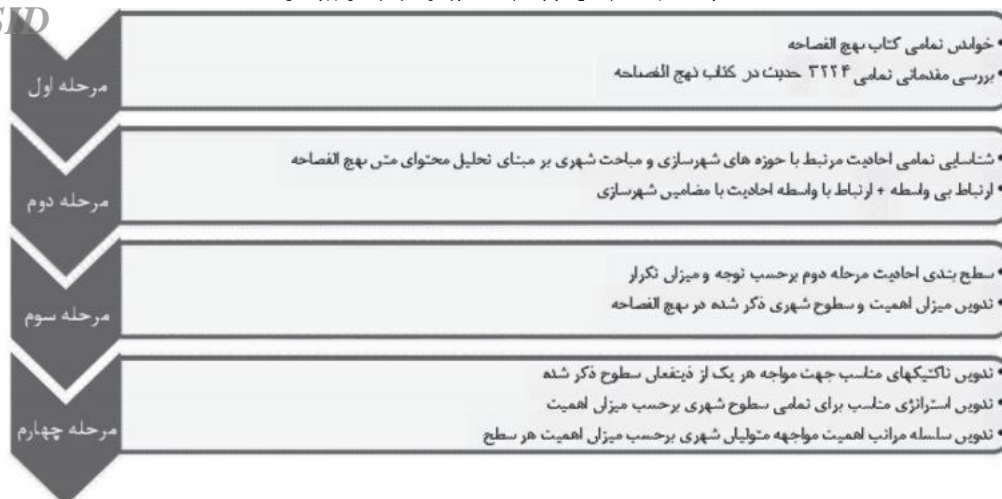 SID
مرحله اول
• خواندن تمامی کتاب نهج الفصاحه
• بررسی مقدماتی تمامی ۳۲۲۴ حدیث در کتاب نهج الفصاحه
مرحله دوم
• شناسایی تمامی احادیث مرتبط با حوزه های شهرسازی و مباحث شهری بر مبنای تحلیل محتوای متن نهج الفصاحه
• ارتباط بی واسطه + ارتباط با واسطه احادیث با مضامین شهرسازی
مرحله سوم
• سطح بندی احادیث مرحله دوم برحسب توجه و میزان تکرار
• تدوین میزان اهمیت و سطوح شهری ذکر شده در نهج الفصاحه
مرحله چهارم
• تدوین تاکتیکهای مناسب جهت مواجه هر یک از ذینفعان سطوح ذکر شده
• تدوین استراتژی مناسب برای تمامی سطوح شهری برحسب میزان اهمیت
• تدوین سلسله مراتب اهمیت مواجهه متولیان شهری برحسب میزان اهمیت هر سطح